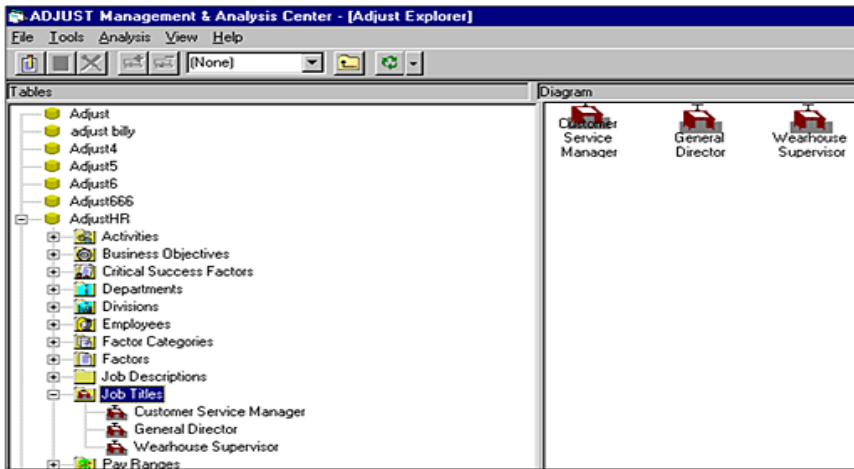 ADJUST Management & Analysis Center - [Adjust Explorer]
File Tools Analysis View Help
(None)
Tables
Adjust
adjust billy
Adjust4
Adjust5
Adjust6
Adjust666
AdjustHR
Activities
Business Objectives
Critical Success Factors
Departments
Divisions
Employees
Factor Categories
Factors
Job Descriptions
Job Titles
Customer Service Manager
General Director
Wearhouse Supervisor
Pay Ranges
Diagram
Customer
Service
Manager
General
Director
Wearhouse
Supervisor